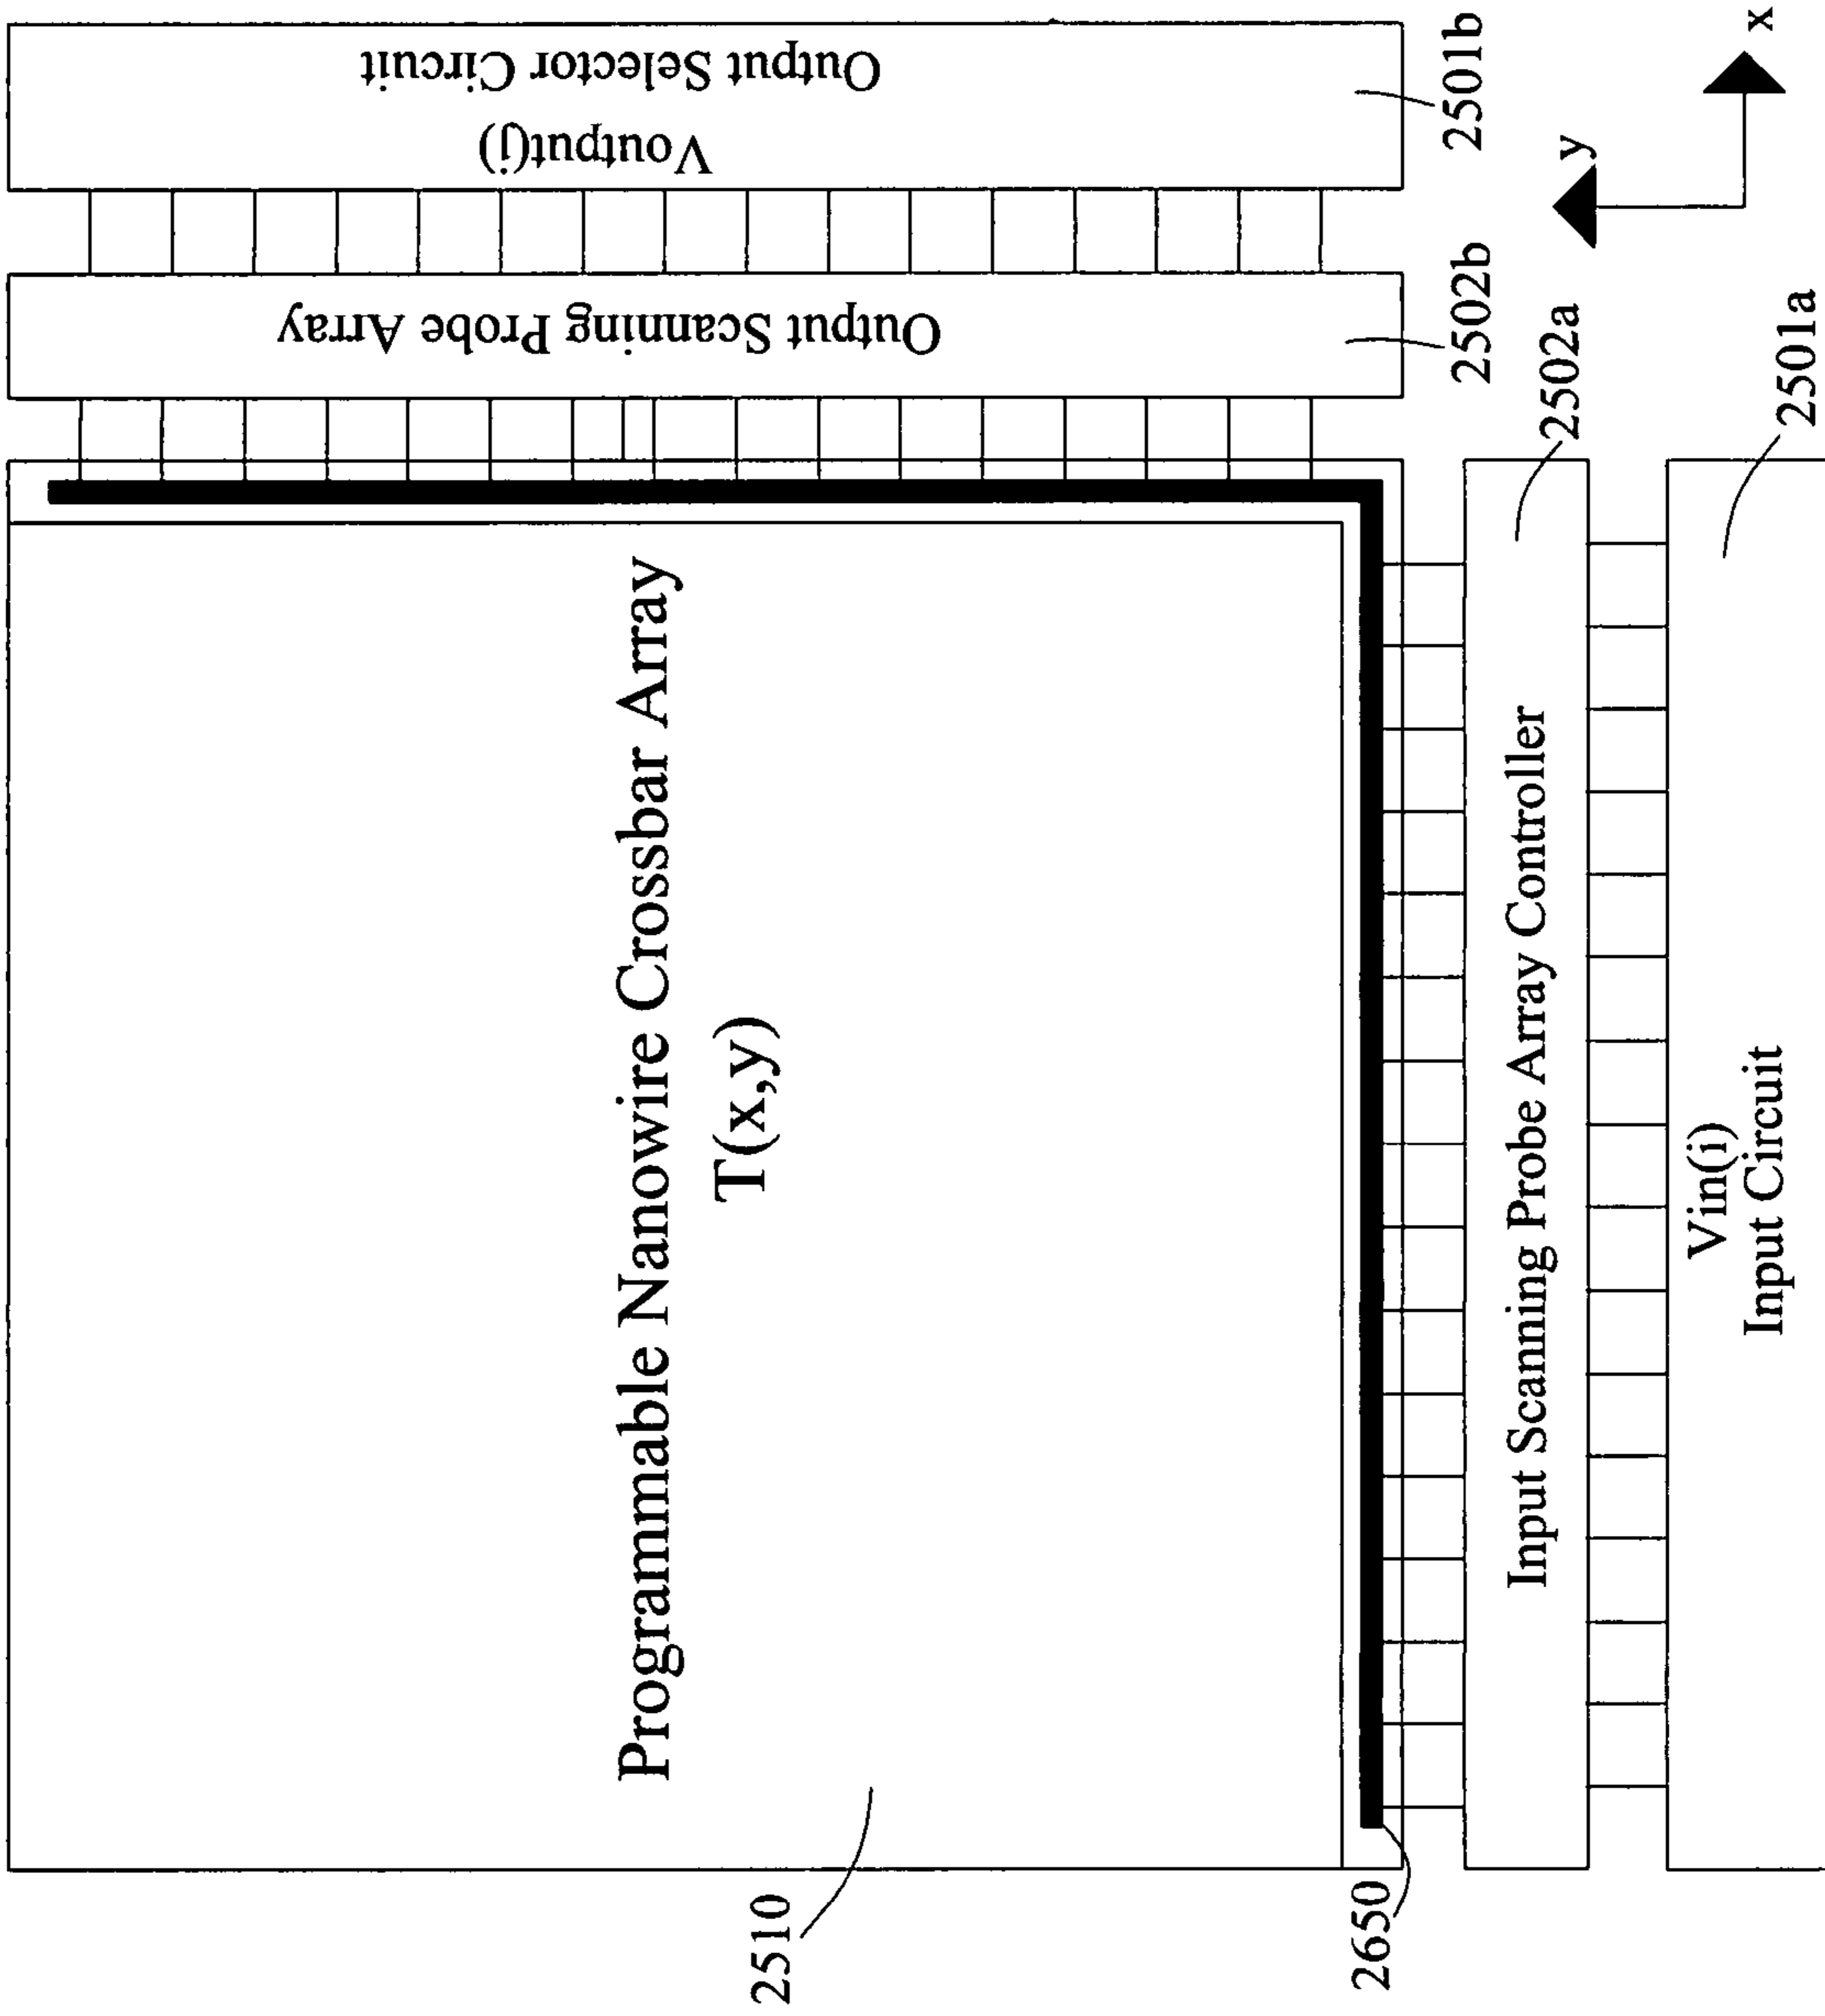 Output Selector Circuit
Voutput(j)
Output Scanning Probe Array
2501b
2502b
y
x
Programmable Nanowire Crossbar Array
T(x,y)
2510
2650
Input Scanning Probe Array Controller
2502a
Vin(i)
Input Circuit
2501a